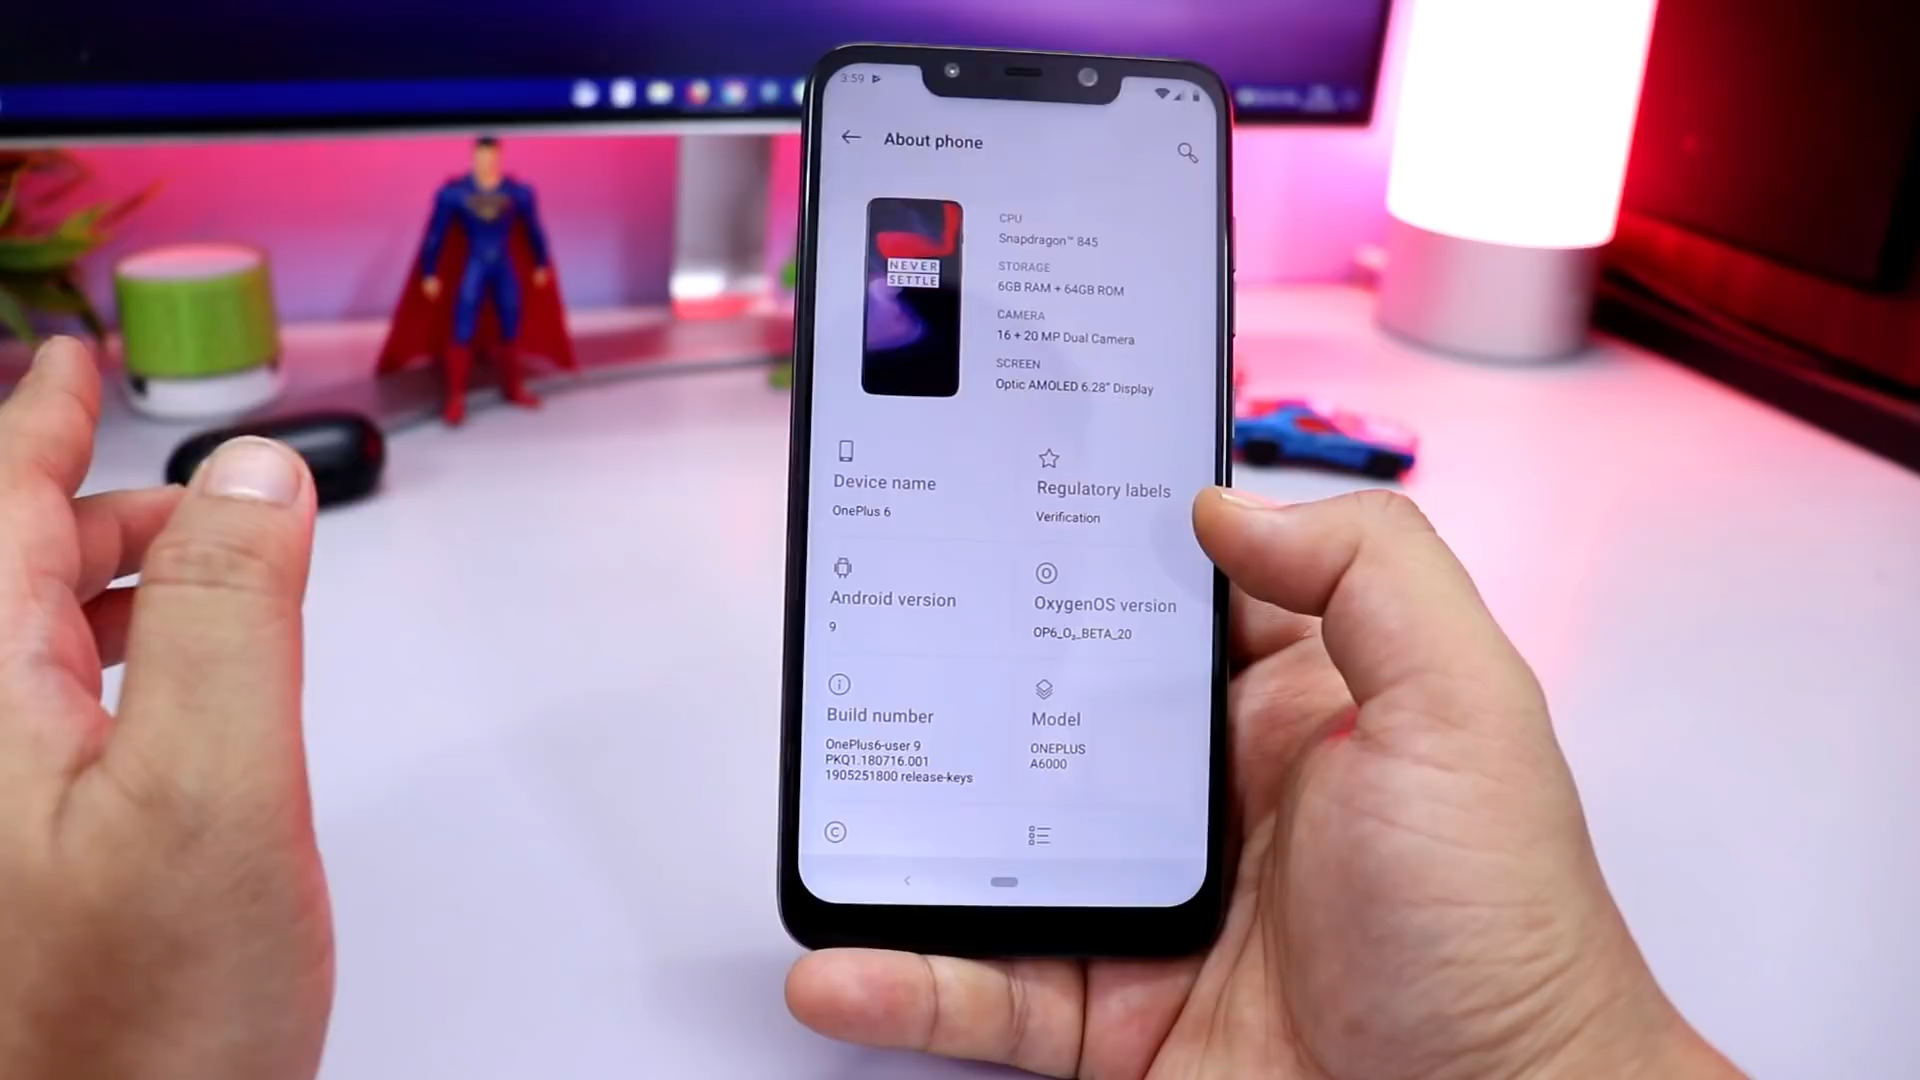 3:59
About phone
NEVER
SETTLE
CPU
Snapdragon™ 845
STORAGE
6GB RAM + 64GB ROM
CAMERA
16 + 20 MP Dual Camera
SCREEN
Optic AMOLED 6.28" Display
Device name
OnePlus 6
Regulatory labels
Verification
Android version
9
OxygenOS version
OP6_O₂_BETA_20
Build number
OnePlus6-user 9
PKQ1.180716.001
1905251800 release-keys
Model
ONEPLUS
A6000